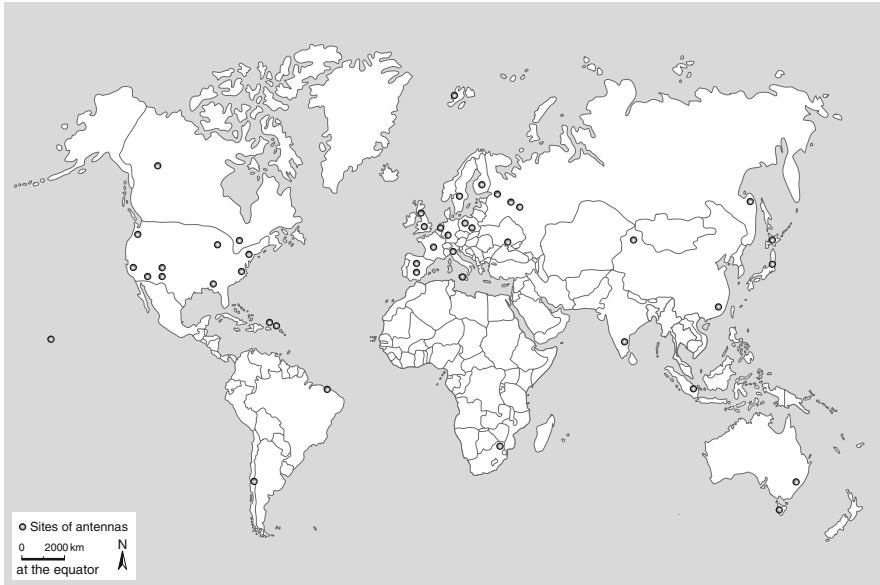 Sites of antennas
0 2000 km N
at the equator